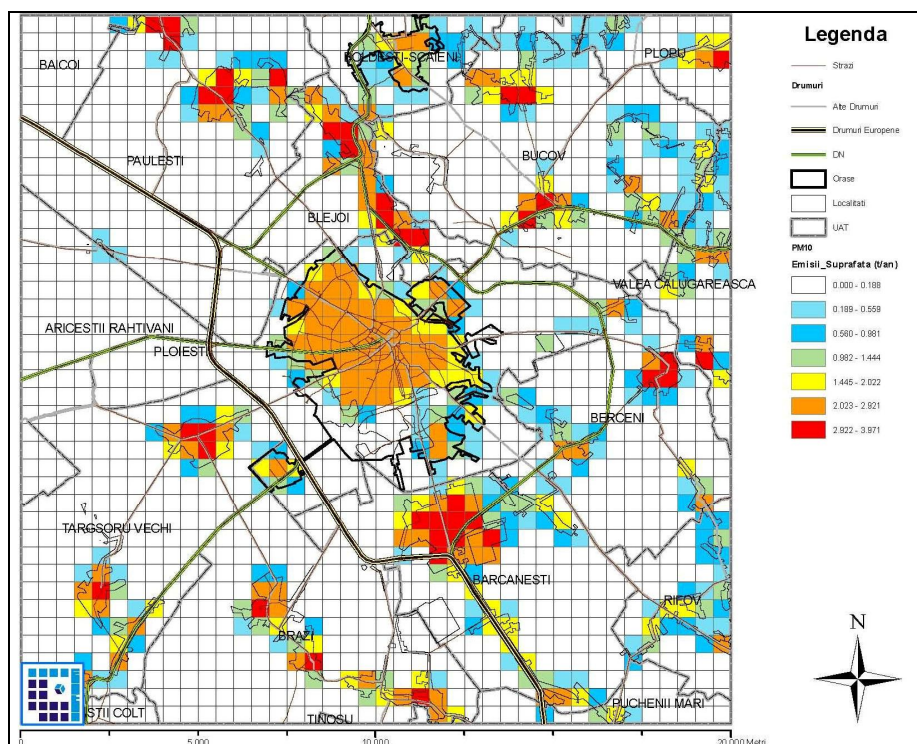 BAICOI
BOLDESTI-SCAIENI
PLOPU
PAULESTI
BUCOV
BLEJOI
VALEA CALUGAREASCA
ARICESTII RAHTIVANI
PLOIESTI
BERCENI
TARGSORU VECHI
BARCANESTI
RIFOV
BRAZI
PUCHENII MARI
STII COLT
TINOSU
0
5.000
10.000
20.000 Metri
Legenda
Strazi
Drumuri
Alte Drumuri
Drumuri Europene
DN
Orase
Localitati
UAT
PM10
Emisii_Suprafata (t/an)
0.000 - 0.188
0.189 - 0.559
0.560 - 0.981
0.982 - 1.444
1.445 - 2.022
2.023 - 2.921
2.922 - 3.971
N